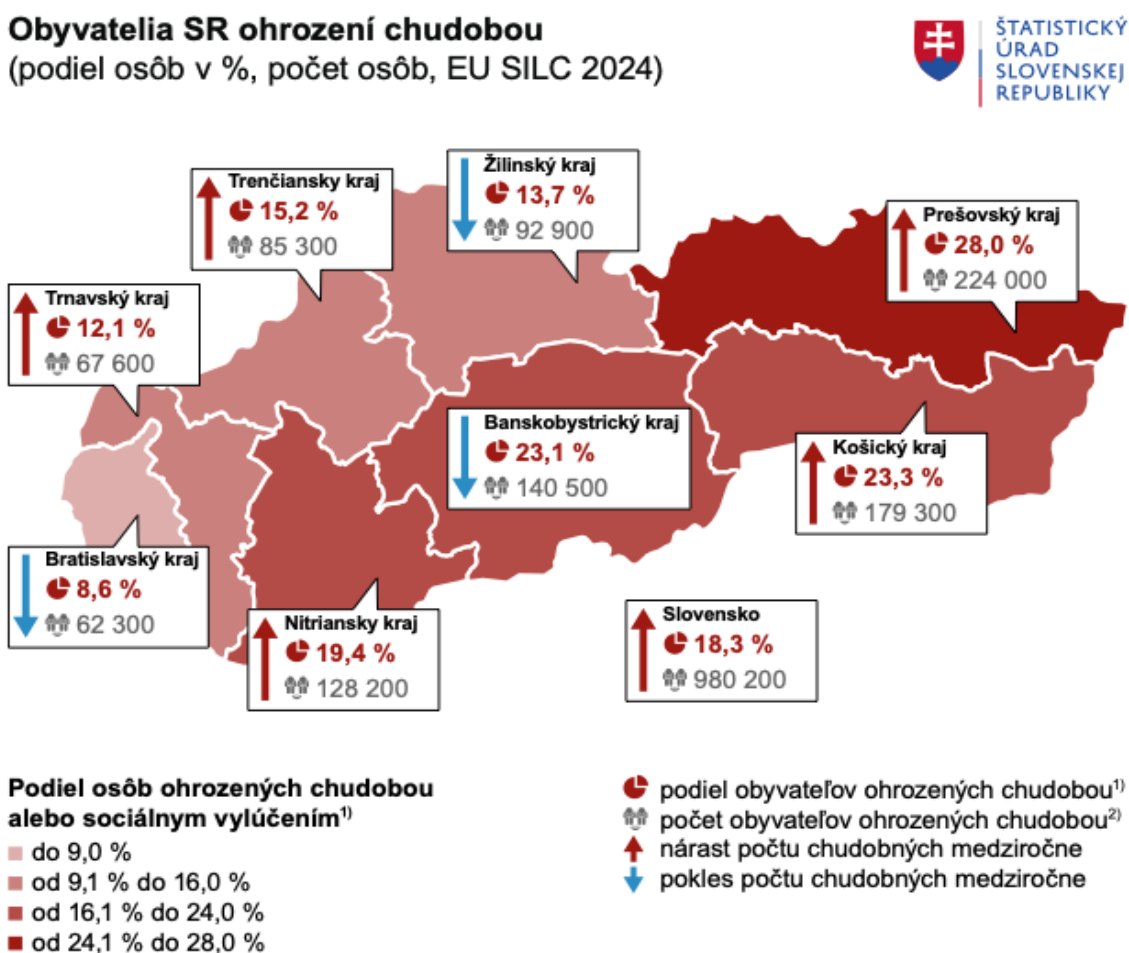 Obyvatelia SR ohrození chudobou
(podiel osôb v %, počet osôb, EU SILC 2024)
ŠTATISTICKÝ
ÚRAD
SLOVENSKEJ
REPUBLIKY
Žilinský kraj
13,7 %
92 900
Trenčiansky kraj
15,2 %
85 300
Prešovský kraj
28,0 %
224 000
Trnavský kraj
12,1 %
67 600
Banskobystrický kraj
23,1 %
140 500
Košický kraj
23,3 %
179 300
Bratislavský kraj
8,6 %
62 300
Nitriansky kraj
19,4 %
128 200
Slovensko
18,3 %
980 200
Podiel osôb ohrozených chudobou
alebo sociálnym vylúčením¹⁾
do 9,0 %
od 9,1 % do 16,0 %
od 16,1 % do 24,0 %
od 24,1 % do 28,0 %
podiel obyvateľov ohrozených chudobou¹⁾
počet obyvateľov ohrozených chudobou²⁾
nárast počtu chudobných medziročne
pokles počtu chudobných medziročne